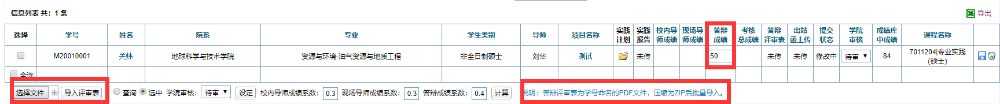 信息列表 共：1 条
导出
选择 学号 姓名 院系 专业 学生类别 导师 项目名称 实践计划 实践报告 校内导师成绩 现场导师成绩 答辩成绩 考核总成绩 答辩评审表 出站函上传 提交状态 学院审核 成绩库中成绩 课程名称
M20010001 关炜 地球科学与技术学院 资源与环境-油气资源与地质工程 非全日制硕士 刘华 测试 未传 50 未传 未传 修改中 待审 84 7011204|专业实践（硕士）
全选
选择文件 未 导入评审表 查询 选中 学院审核： 待审 设定 校内导师成绩系数： 0.3 现场导师成绩系数： 0.3 答辩成绩系数： 0.4 计算 说明：答辩评审表为学号命名的PDF文件，压缩为ZIP后批量导入。